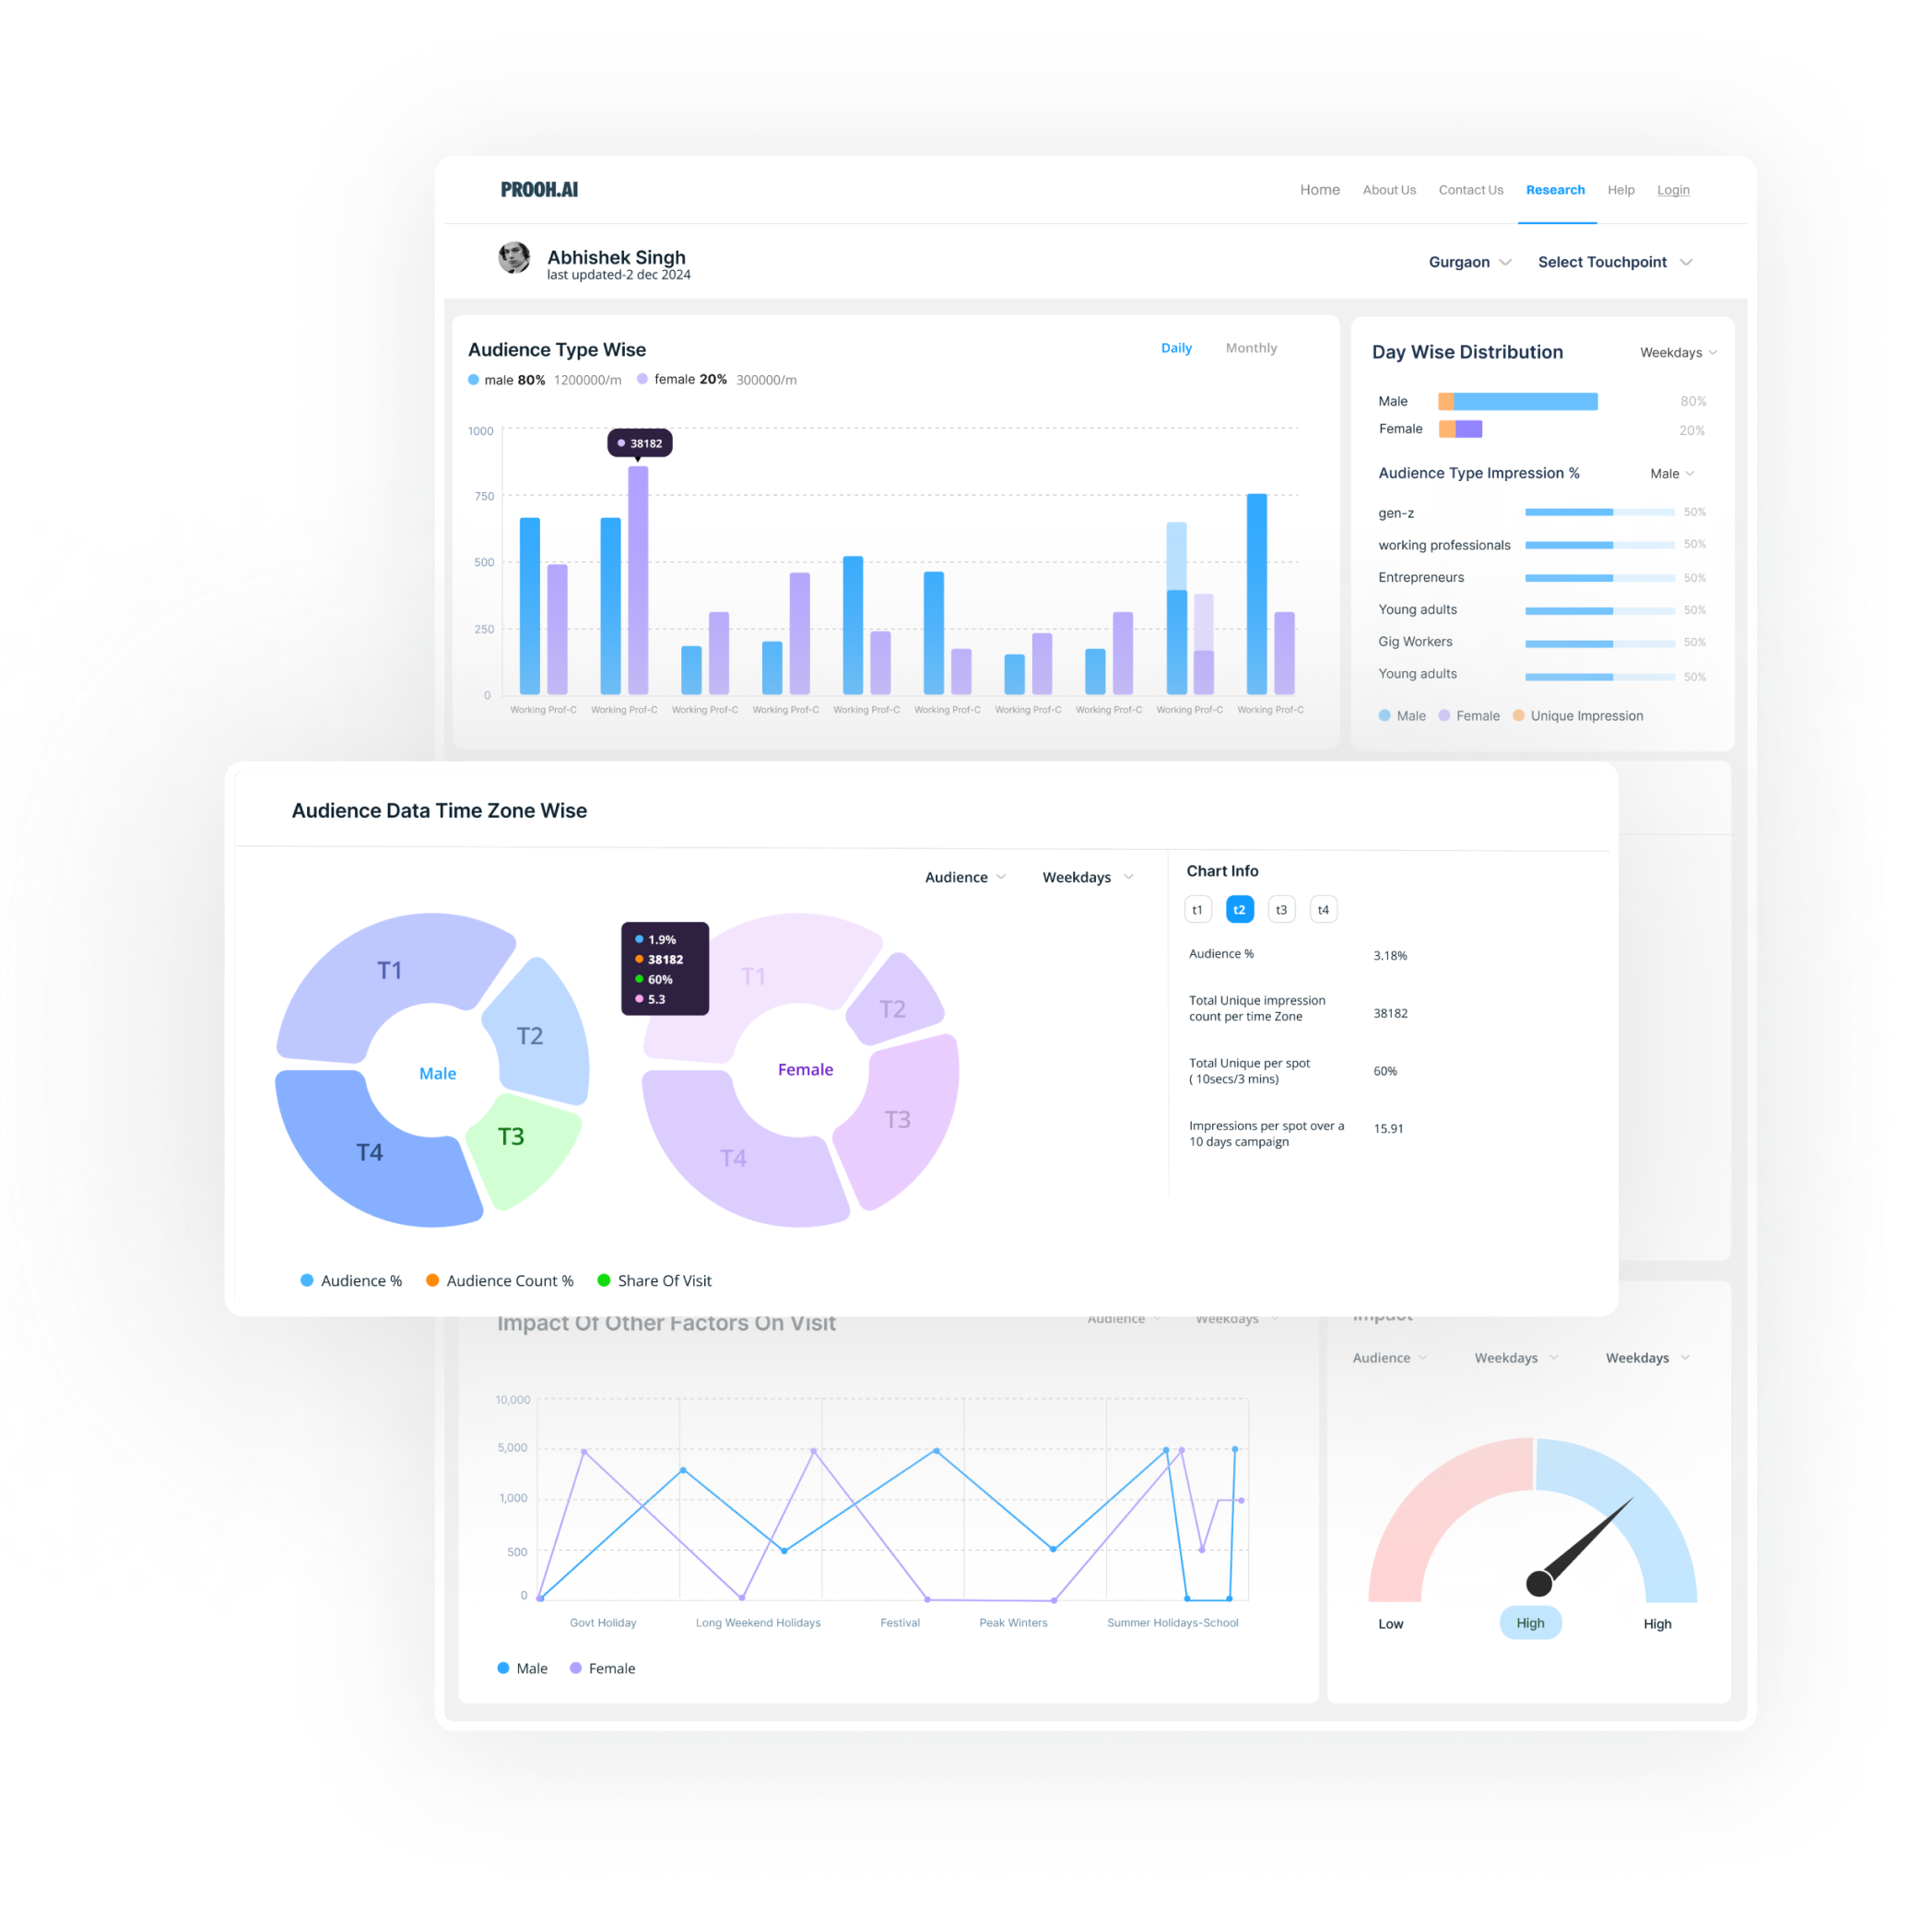 PROOH.AI
Home About Us Contact Us Research Help Login
Abhishek Singh
last updated-2 dec 2024
Gurgaon Select Touchpoint
Audience Type Wise
Daily Monthly
male 80% 1200000/m female 20% 300000/m
1000
750
500
250
0
38182
Working Prof-C Working Prof-C Working Prof-C Working Prof-C Working Prof-C Working Prof-C Working Prof-C Working Prof-C Working Prof-C Working Prof-C
Day Wise Distribution Weekdays
Male 80%
Female 20%
Audience Type Impression % Male
gen-z 50%
working professionals 50%
Entrepreneurs 50%
Young adults 50%
Gig Workers 50%
Young adults 50%
Male Female Unique Impression
Audience Data Time Zone Wise
Audience Weekdays
T1
T2
T3
T4
Male
1.9%
38182
60%
5.3
T1
T2
T3
T4
Female
Audience % Audience Count % Share Of Visit
Chart Info
t1 t2 t3 t4
Audience % 3.18%
Total Unique impression
count per time Zone 38182
Total Unique per spot
( 10secs/3 mins) 60%
Impressions per spot over a
10 days campaign 15.91
Impact Of Other Factors On Visit
Audience Weekdays
10,000
5,000
1,000
500
0
Govt Holiday Long Weekend Holidays Festival Peak Winters Summer Holidays-School
Male Female
Impact
Audience Weekdays Weekdays
Low High High